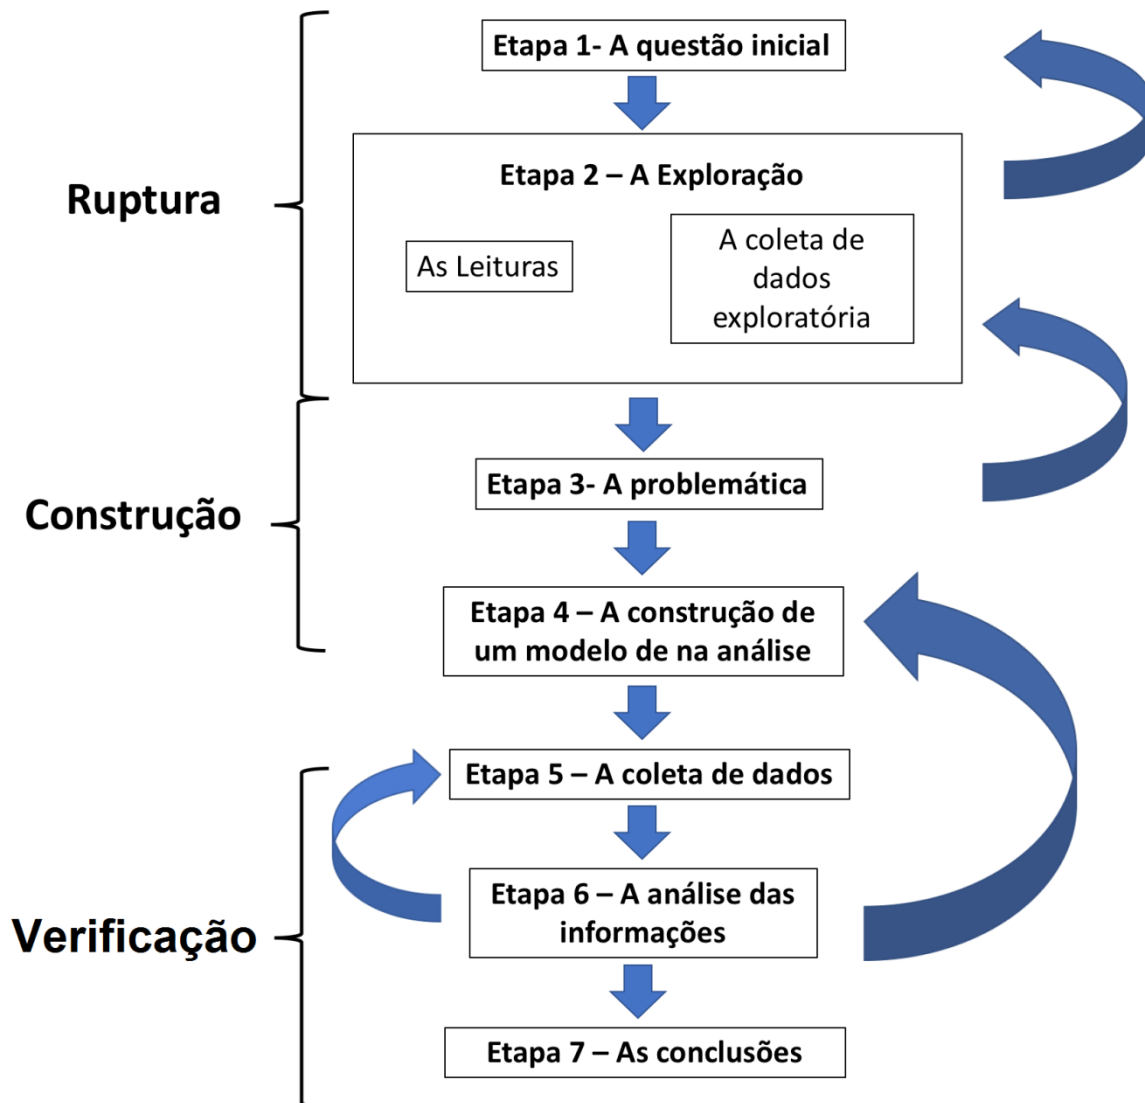 Etapa 1- A questão inicial
Ruptura
Etapa 2 – A Exploração
As Leituras
A coleta de
dados
exploratória
Construção
Etapa 3- A problemática
Etapa 4 – A construção de
um modelo de na análise
Verificação
Etapa 5 – A coleta de dados
Etapa 6 – A análise das
informações
Etapa 7 – As conclusões